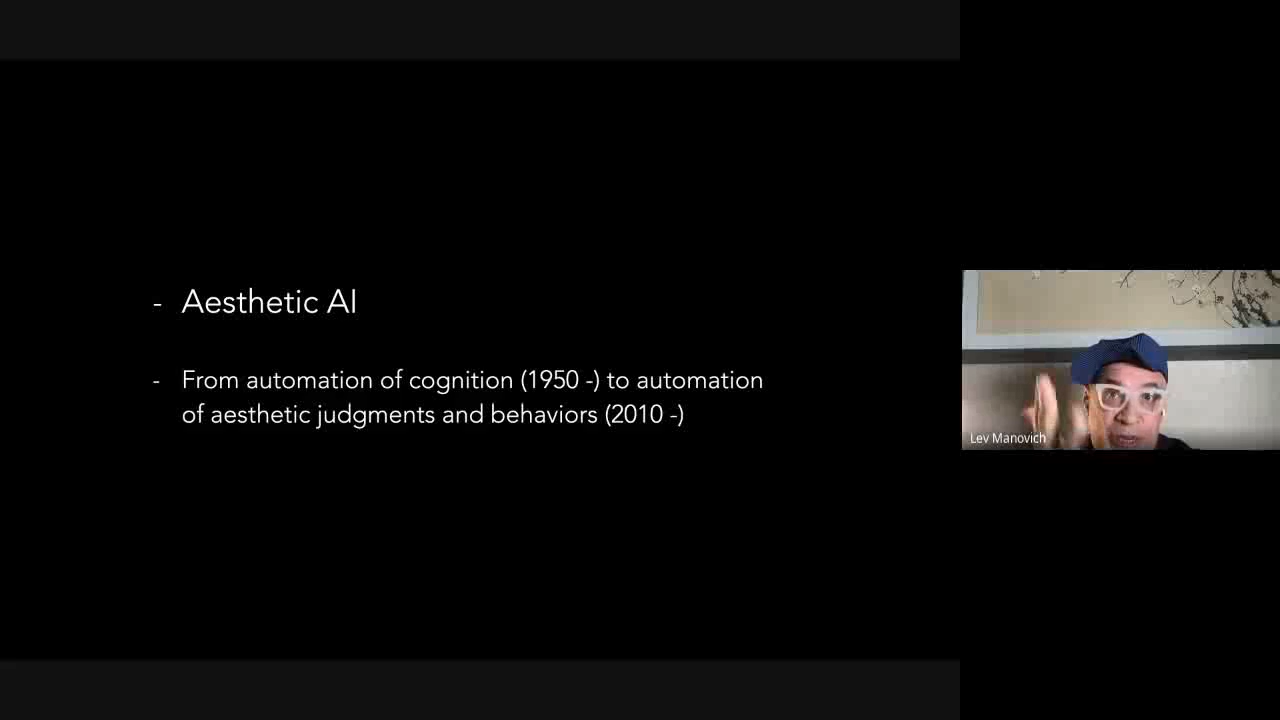 - Aesthetic AI
- From automation of cognition (1950 -) to automation
of aesthetic judgments and behaviors (2010 -)
Lev Manovich